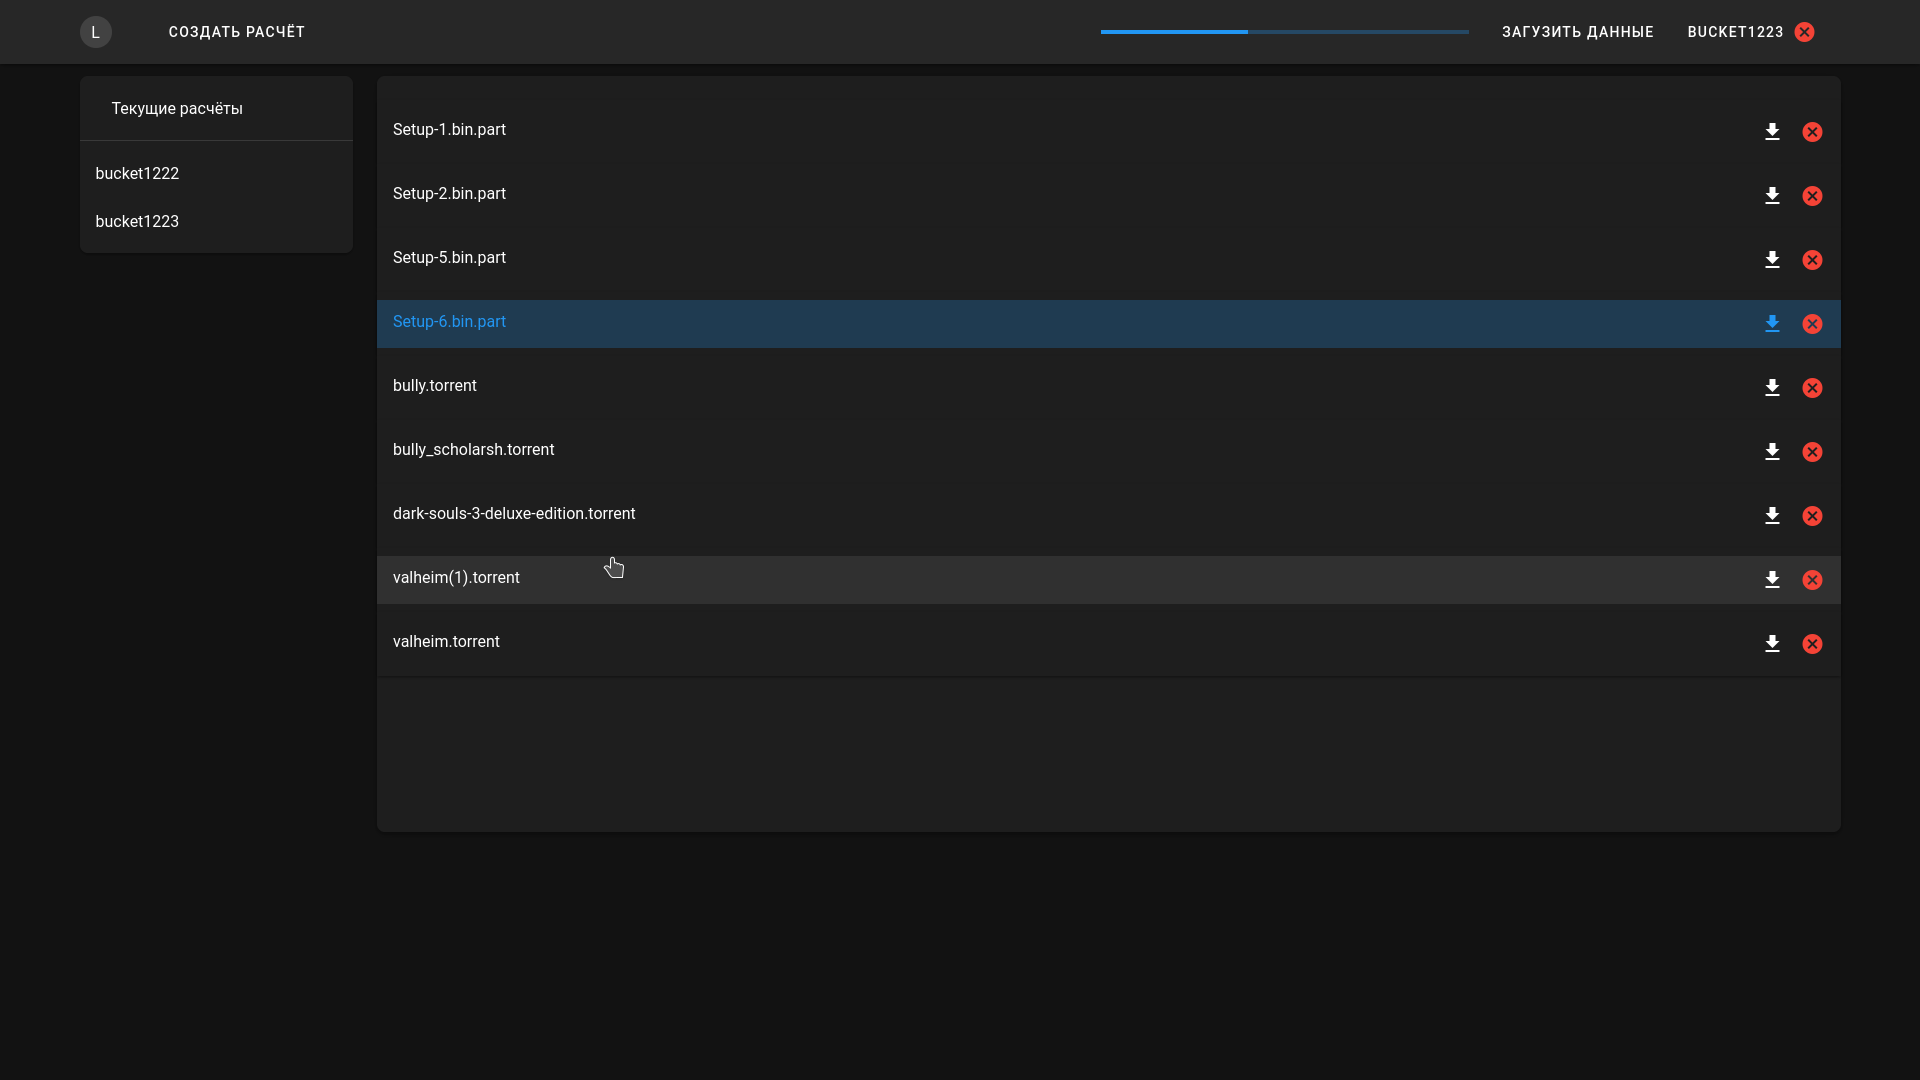 L
СОЗДАТЬ РАСЧЁТ
ЗАГУЗИТЬ ДАННЫЕ
BUCKET1223
Текущие расчёты
bucket1222
bucket1223
Setup-1.bin.part
Setup-2.bin.part
Setup-5.bin.part
Setup-6.bin.part
bully.torrent
bully_scholarsh.torrent
dark-souls-3-deluxe-edition.torrent
valheim(1).torrent
valheim.torrent